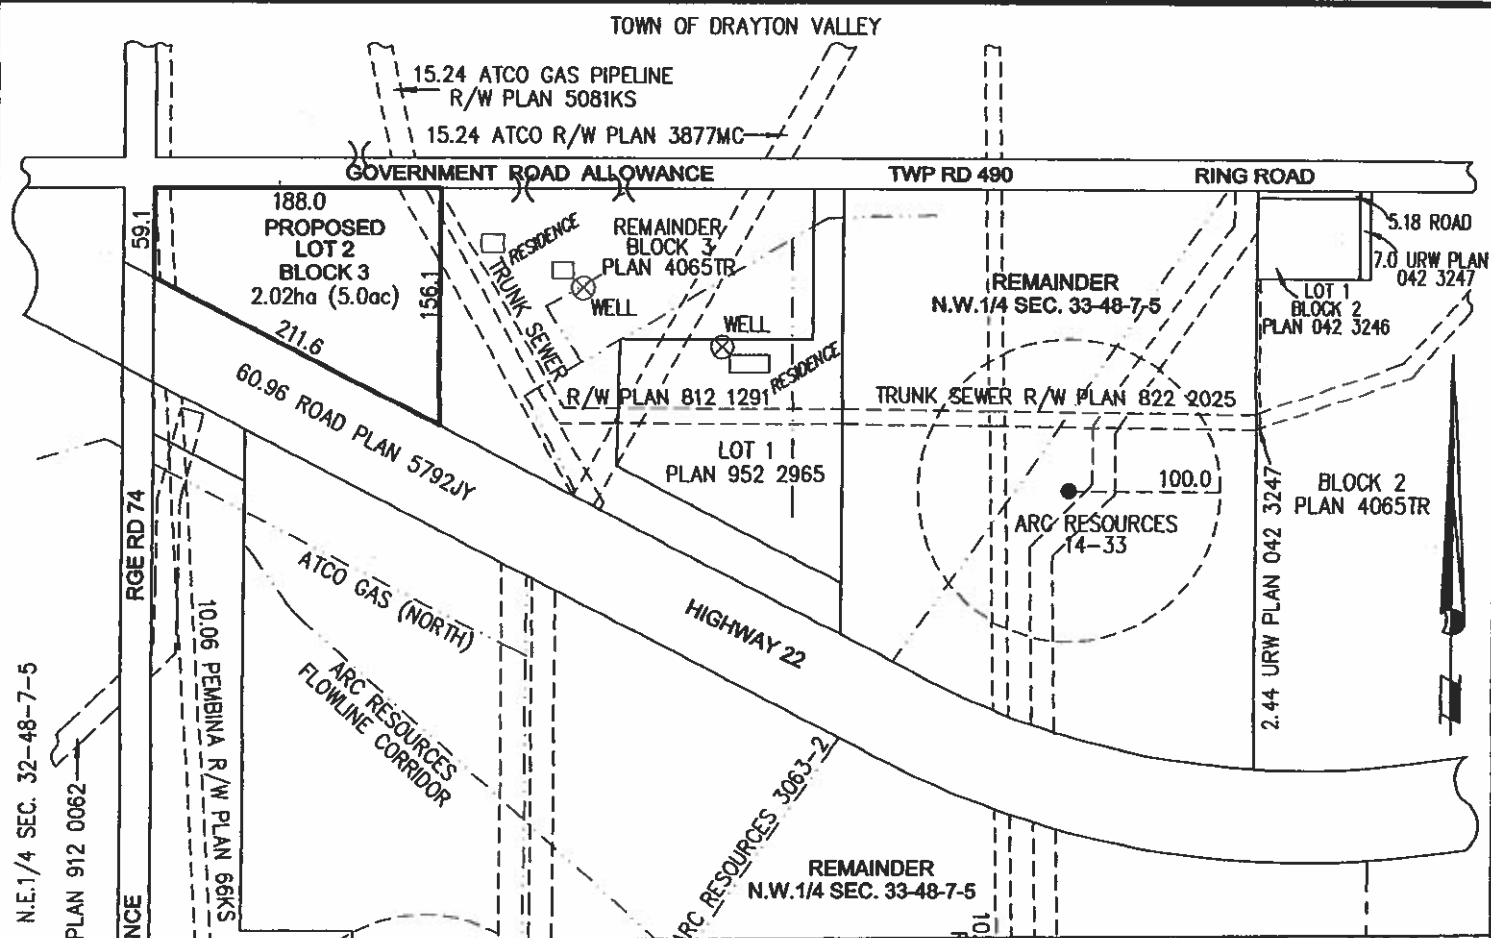 TOWN OF DRAYTON VALLEY
15.24 ATCO GAS PIPELINE
R/W PLAN 5081KS
15.24 ATCO R/W PLAN 3877MC
GOVERNMENT ROAD ALLOWANCE
TWP RD 490
RING ROAD
188.0
PROPOSED
LOT 2
BLOCK 3
2.02ha (5.0ac)
59.1
156.1
211.6
RESIDENCE
REMAINDER
BLOCK 3
PLAN 4065TR
WELL
TRUNK SEWER
WELL
RESIDENCE
R/W PLAN 812 1291
LOT 1
PLAN 952 2965
REMAINDER
N.W.1/4 SEC. 33-48-7-5
TRUNK SEWER R/W PLAN 822 2025
5.18 ROAD
7.0 URW PLAN
042 3247
LOT 1
BLOCK 2
PLAN 042 3246
100.0
ARC RESOURCES
14-33
BLOCK 2
PLAN 4065TR
2.44 URW PLAN 042 3247
60.96 ROAD PLAN 5792JY
HIGHWAY 22
RGE RD 74
ATCO GAS (NORTH)
ARC RESOURCES
FLOWLINE CORRIDOR
10.06 PEMBINA R/W PLAN 66KS
N.E.1/4 SEC. 32-48-7-5
PLAN 912 0062
NCE
ARC RESOURCES 3063-2
REMAINDER
N.W.1/4 SEC. 33-48-7-5